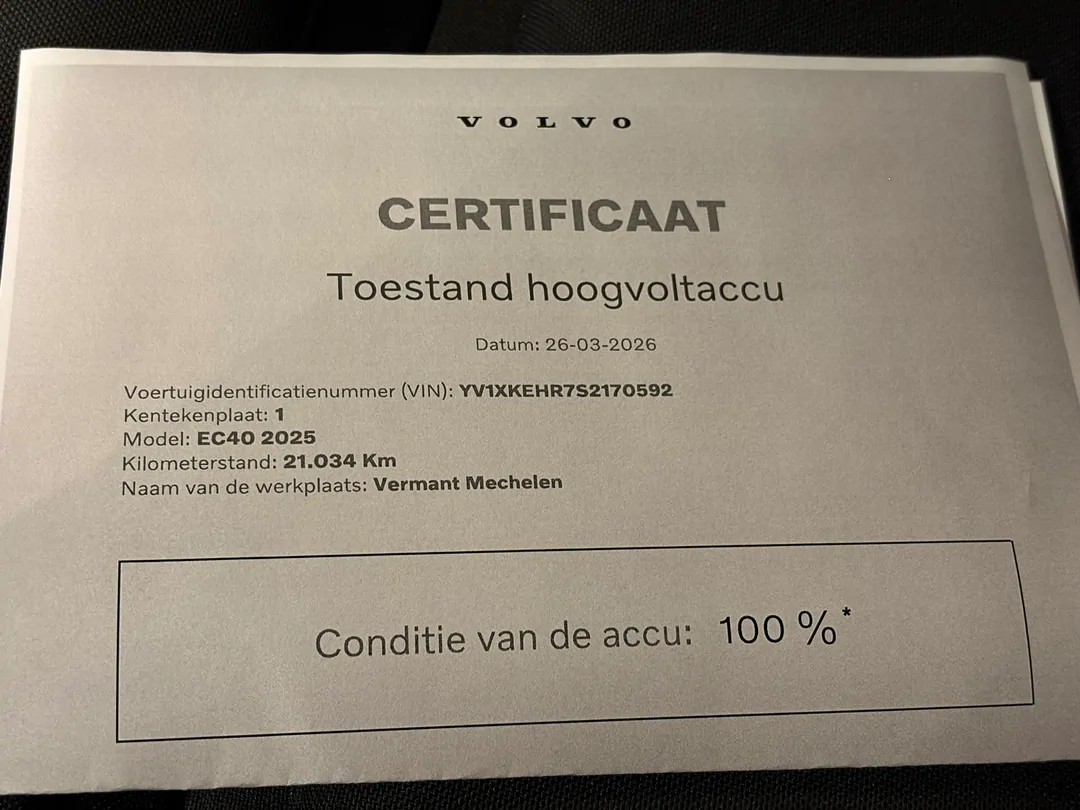 VOLVO
CERTIFICAAT
Toestand hoogvoltaccu
Datum: 26-03-2026
Voertuigidentificatienummer (VIN): YV1XKEHR7S2170592
Kentekenplaat: 1
Model: EC40 2025
Kilometerstand: 21.034 Km
Naam van de werkplaats: Vermant Mechelen
Conditie van de accu: 100 %*